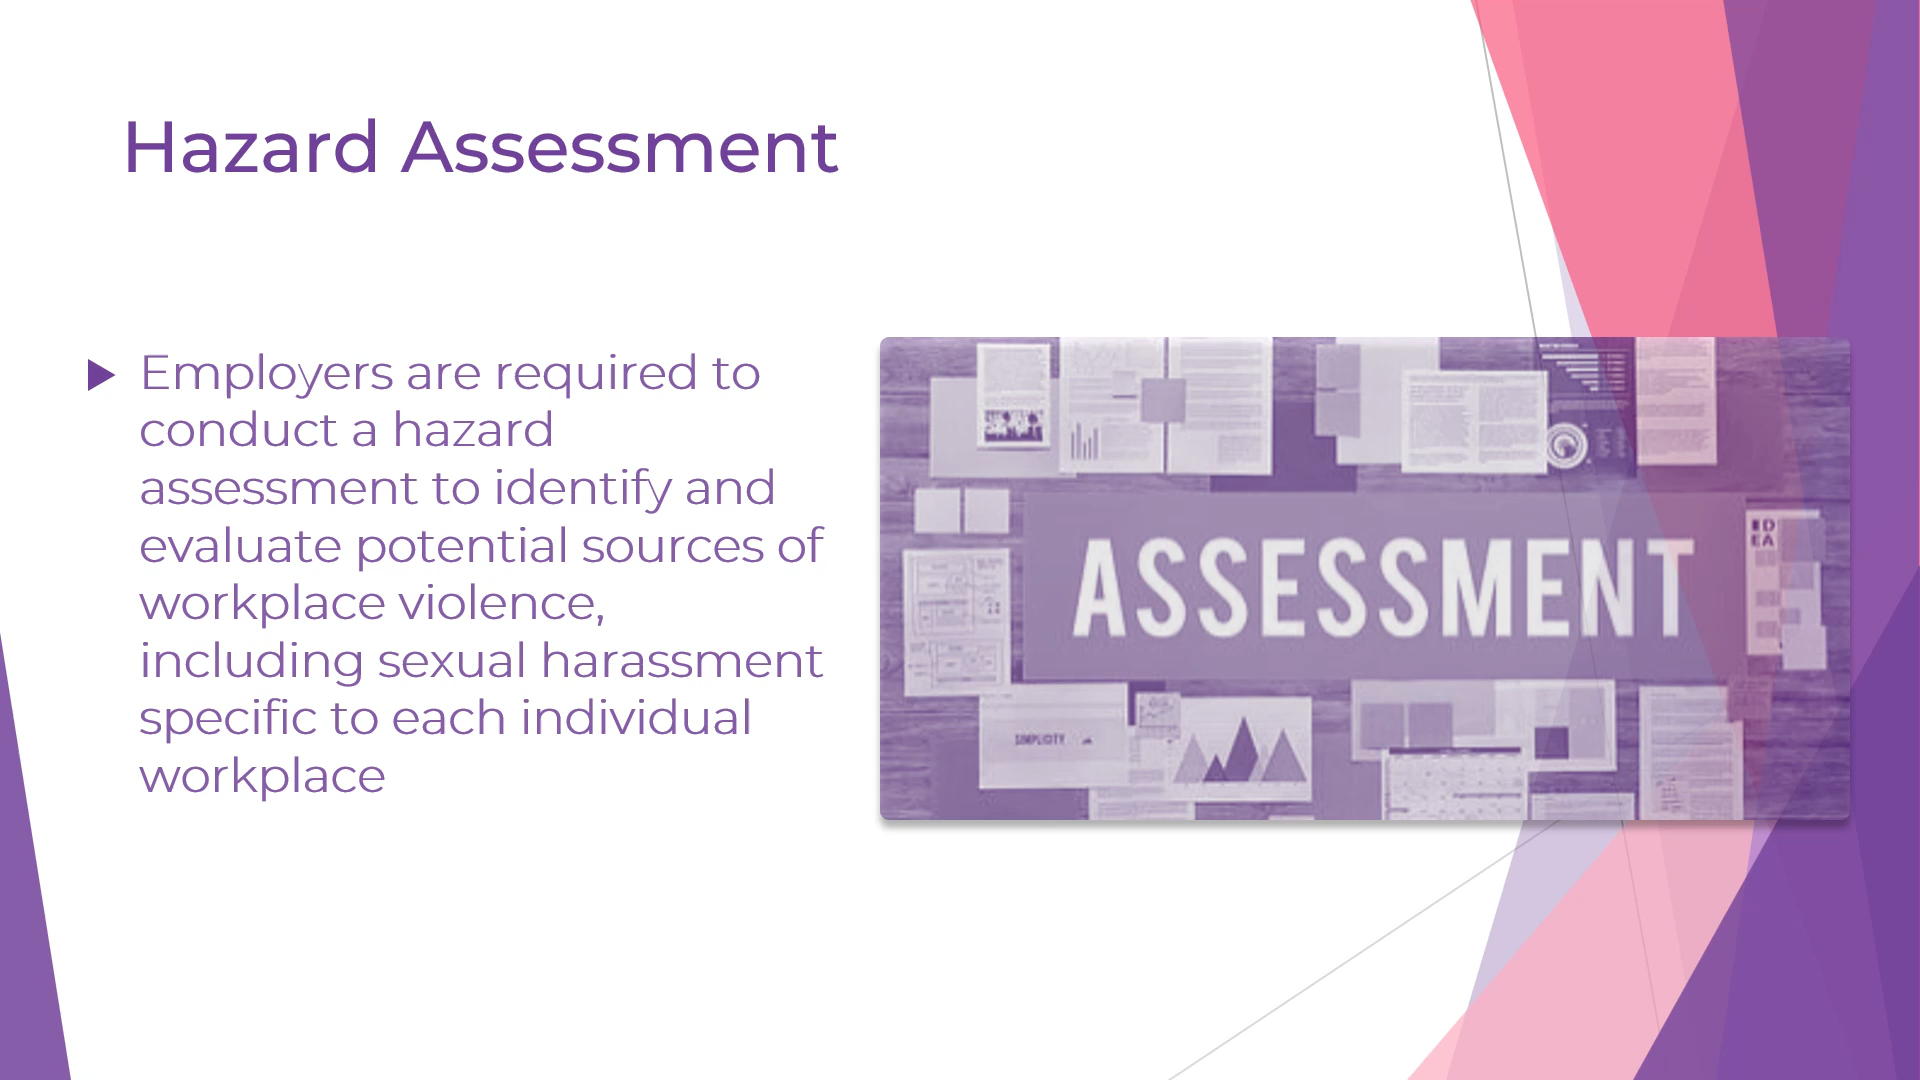 Hazard Assessment
Employers are required to
conduct a hazard
assessment to identify and
evaluate potential sources of
workplace violence,
including sexual harassment
specific to each individual
workplace
ASSESSMENT
SIMPLICITY